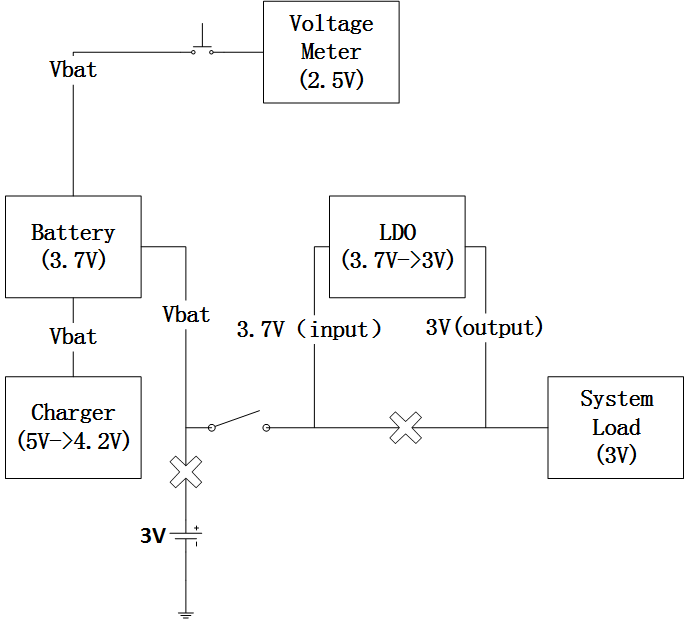 Voltage
Meter
(2.5V)
Vbat
Battery
(3.7V)
LDO
(3.7V->3V)
Vbat
Vbat
3.7V (input)
3V(output)
Charger
(5V->4.2V)
System
Load
(3V)
3V
+
-